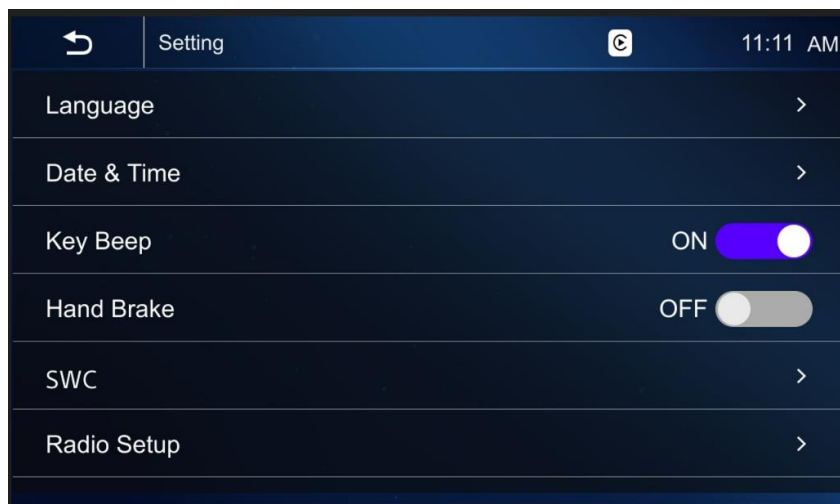 Setting
11:11 AM
Language
Date & Time
Key Beep ON
Hand Brake OFF
SWC
Radio Setup